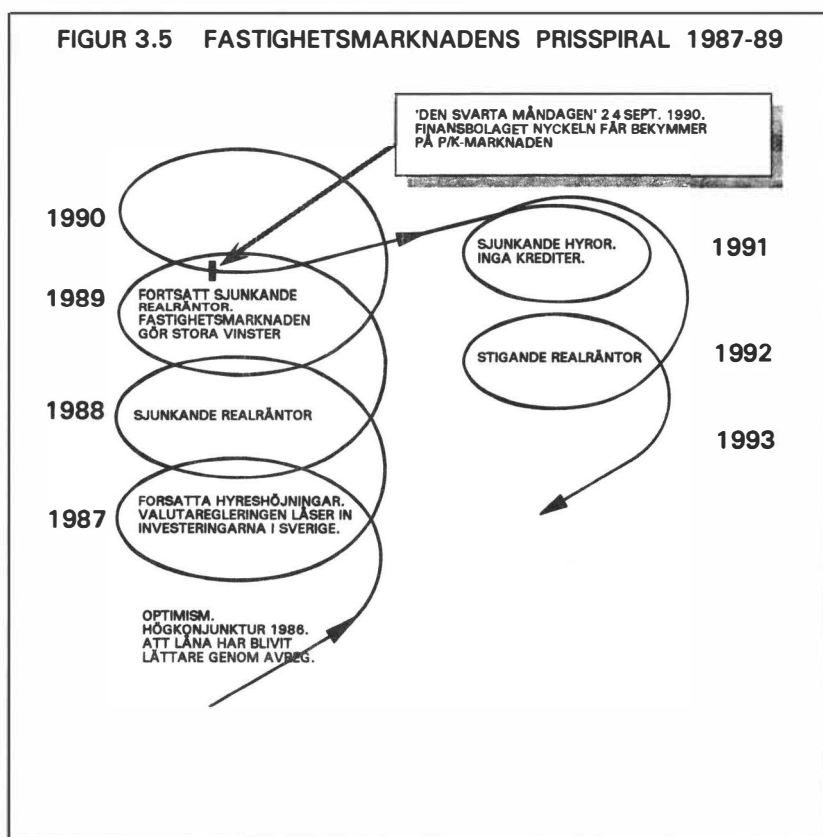 FIGUR 3.5 FASTIGHETSMARKNADENS PRISSPIRAL 1987-89
'DEN SVARTA MÅNDAGEN' 24 SEPT. 1990.
FINANSBOLAGET NYCKELN FÅR BEKYMMER
PÅ P/K-MARKNADEN
1990
1989
FORTSATT SJUNKANDE
REALRÄNTOR.
FASTIGHETSMARKNADEN
GÖR STORA VINSTER
1988
SJUNKANDE REALRÄNTOR
1987
FORSATTA HYRESHÖJNINGAR.
VALUTAREGLERINGEN LÅSER IN
INVESTERINGARNA I SVERIGE.
OPTIMISM.
HÖGKONJUNKTUR 1986.
ATT LÅNA HAR BLIVIT
LÄTTARE GENOM AVREG.
SJUNKANDE HYROR.
INGA KREDITER.
1991
STIGANDE REALRÄNTOR
1992
1993